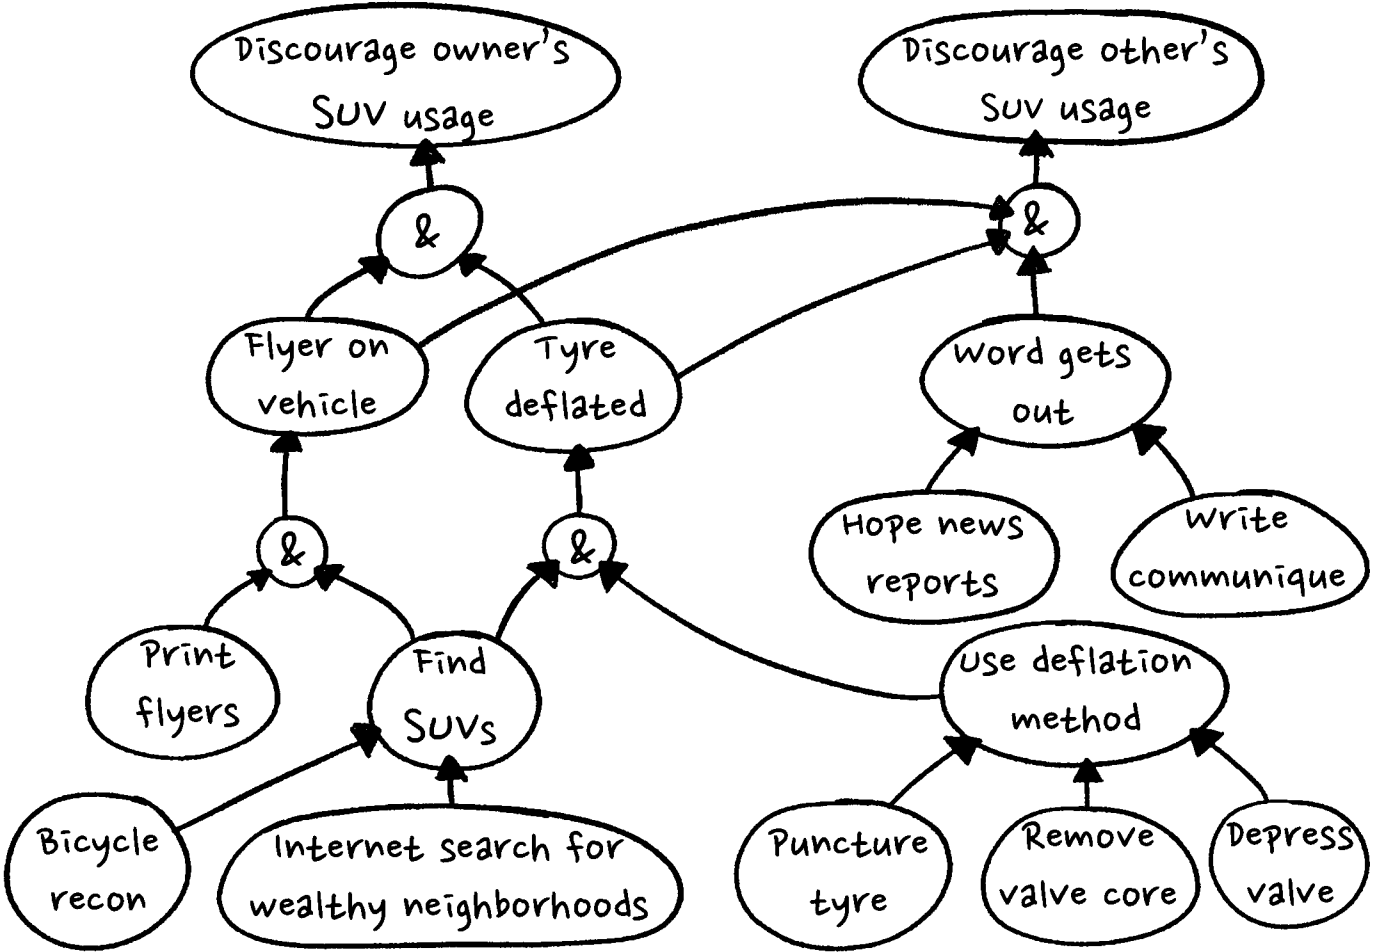 Discourage owner's
SUV usage
Discourage other's
SUV usage
&
&
Flyer on
vehicle
Tyre
deflated
Word gets
out
&
&
Hope news
reports
Write
communique
Print
flyers
Find
SUVs
Use deflation
method
Bicycle
recon
Internet search for
wealthy neighborhoods
Puncture
tyre
Remove
valve core
Depress
valve